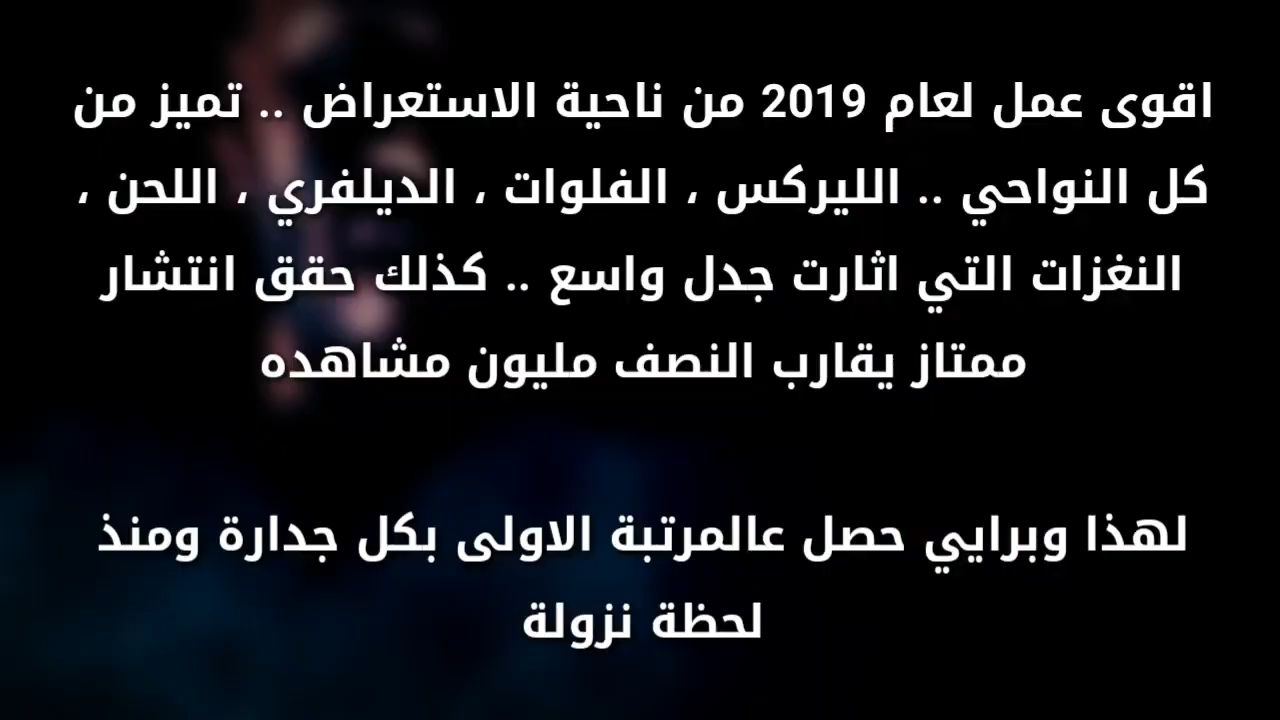 اقوى عمل لعام 2019 من ناحية الاستعراض .. تميز من
كل النواحي .. الليركس ، الفلوات ، الديلفري ، اللحن ،
النغزات التي اثارت جدل واسع .. كذلك حقق انتشار
ممتاز يقارب النصف مليون مشاهده
لهذا وبرايي حصل عالمرتبة الاولى بكل جدارة ومنذ
لحظة نزولة